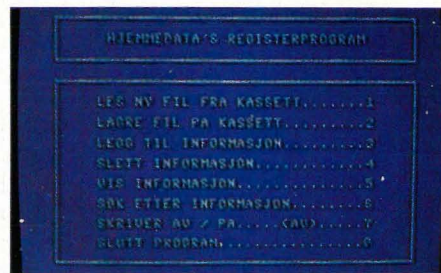 HJEMMEDATA'S REGISTERPROGRAM
LES NY FIL FRA KASSETT........1
LAGRE FIL PA KASSETT..........2
LEGG TIL INFORMASJON..........3
SLETT INFORMASJON.............4
VIS INFORMASJON...............5
SØK ETTER INFORMASJON.........6
SKRIVER AV / PA.....(AV)......7
SLUTT PROGRAM.................0